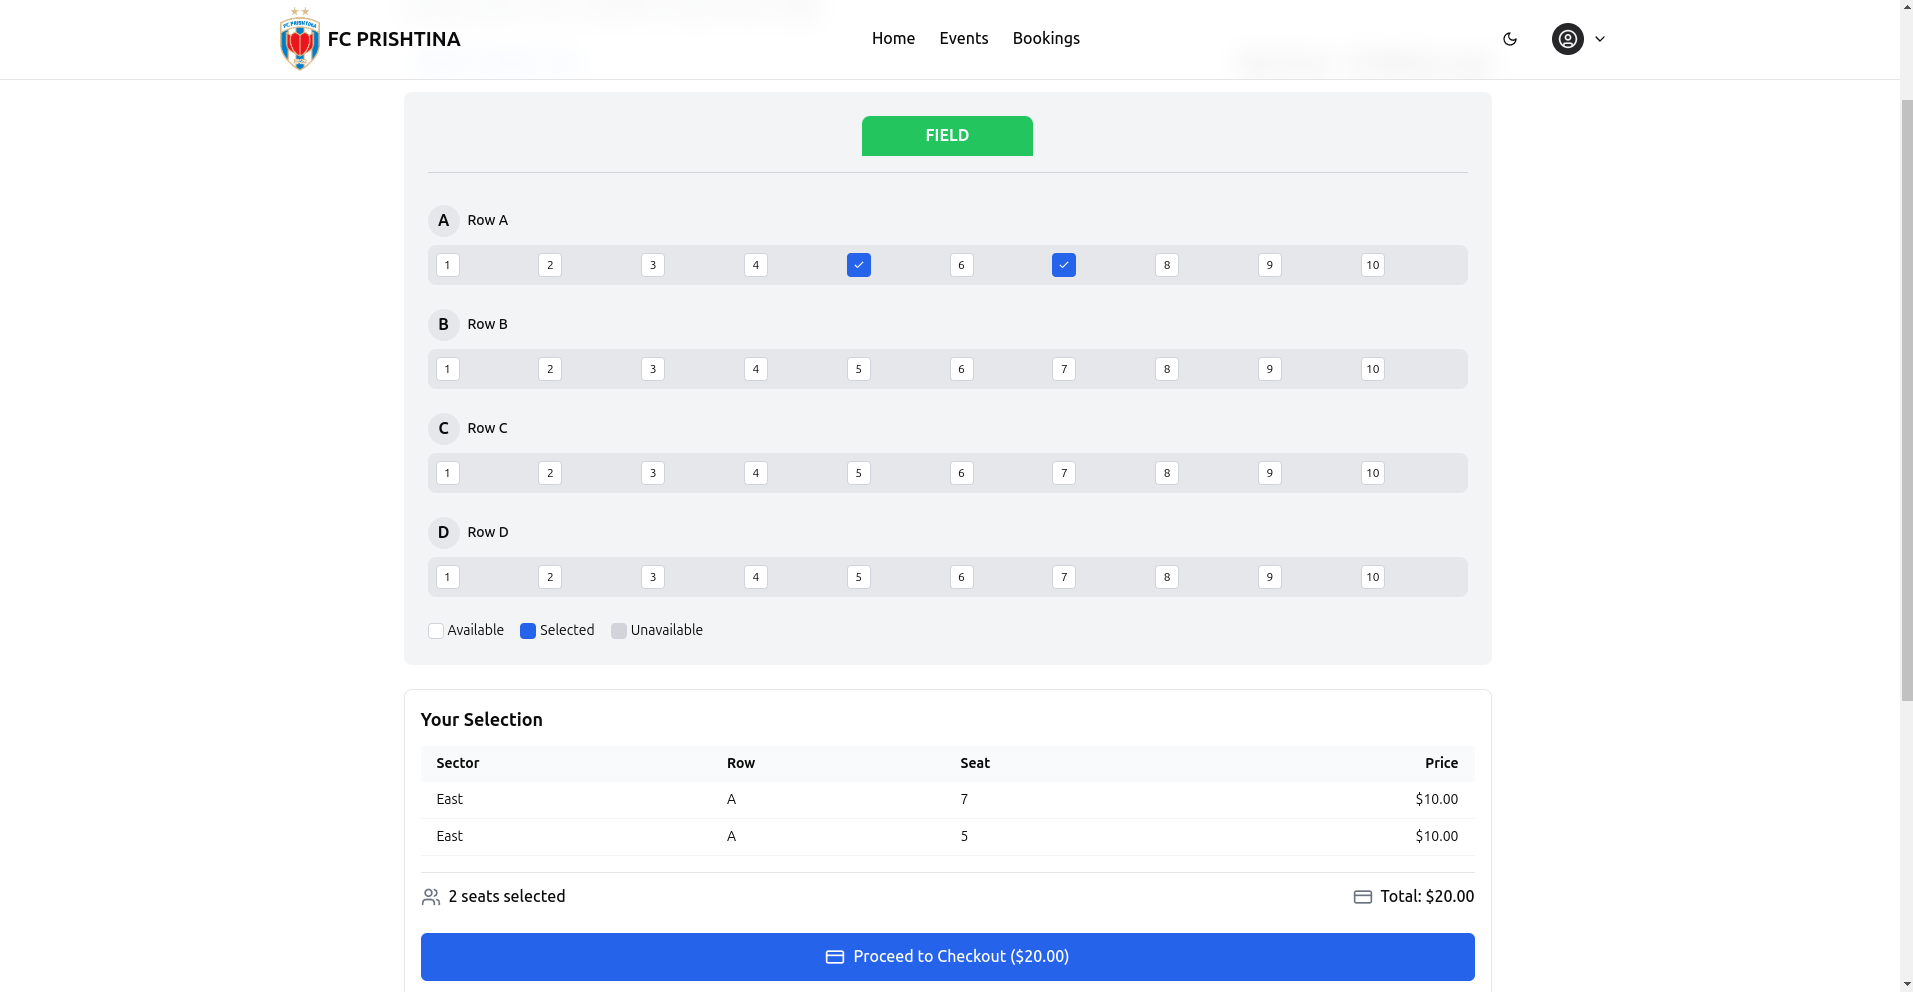 FC PRISHTINA
FC PRISHTINA Home Events Bookings
FIELD
A Row A
1 2 3 4 6 8 9 10
B Row B
1 2 3 4 5 6 7 8 9 10
C Row C
1 2 3 4 5 6 7 8 9 10
D Row D
1 2 3 4 5 6 7 8 9 10
Available Selected Unavailable
Your Selection
Sector Row Seat Price
East A 7 $10.00
East A 5 $10.00
2 seats selected Total: $20.00
Proceed to Checkout ($20.00)